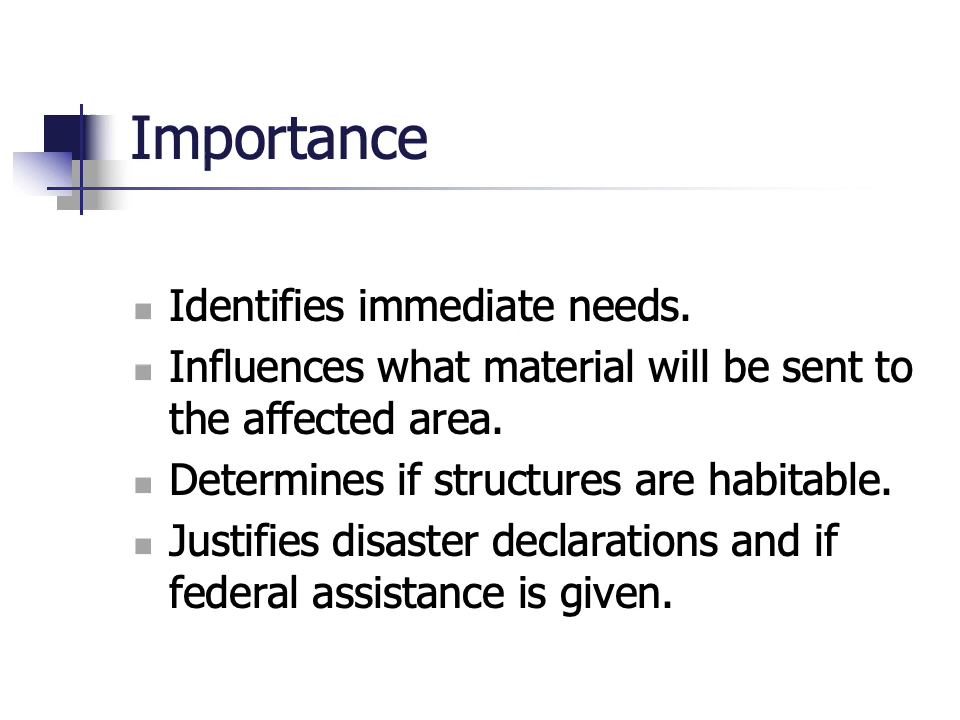 Importance
Identifies immediate needs.
Influences what material will be sent to
the affected area.
Determines if structures are habitable.
Justifies disaster declarations and if
federal assistance is given.